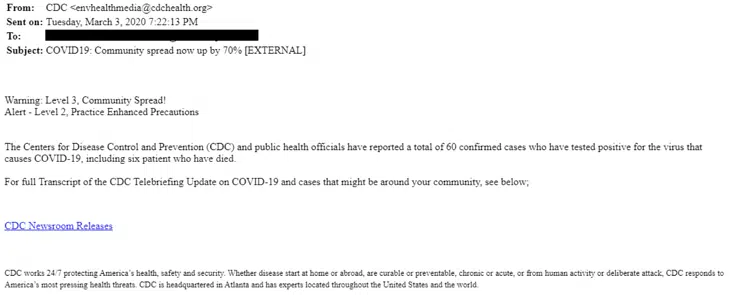 From: CDC <envhealthmedia@cdchealth.org>
Sent on: Tuesday, March 3, 2020 7:22:13 PM
To:
Subject: COVID19: Community spread now up by 70% [EXTERNAL]
Warning: Level 3, Community Spread!
Alert - Level 2, Practice Enhanced Precautions
The Centers for Disease Control and Prevention (CDC) and public health officials have reported a total of 60 confirmed cases who have tested positive for the virus that
causes COVID-19, including six patient who have died.
For full Transcript of the CDC Telebriefing Update on COVID-19 and cases that might be around your community, see below;
CDC Newsroom Releases
CDC works 24/7 protecting America's health, safety and security. Whether disease start at home or abroad, are curable or preventable, chronic or acute, or from human activity or deliberate attack, CDC responds to
America's most pressing health threats. CDC is headquartered in Atlanta and has experts located throughout the United States and the world.